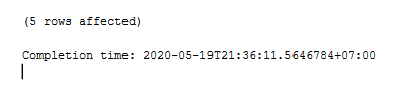 (5 rows affected)
Completion time: 2020-05-19T21:36:11.5646784+07:00